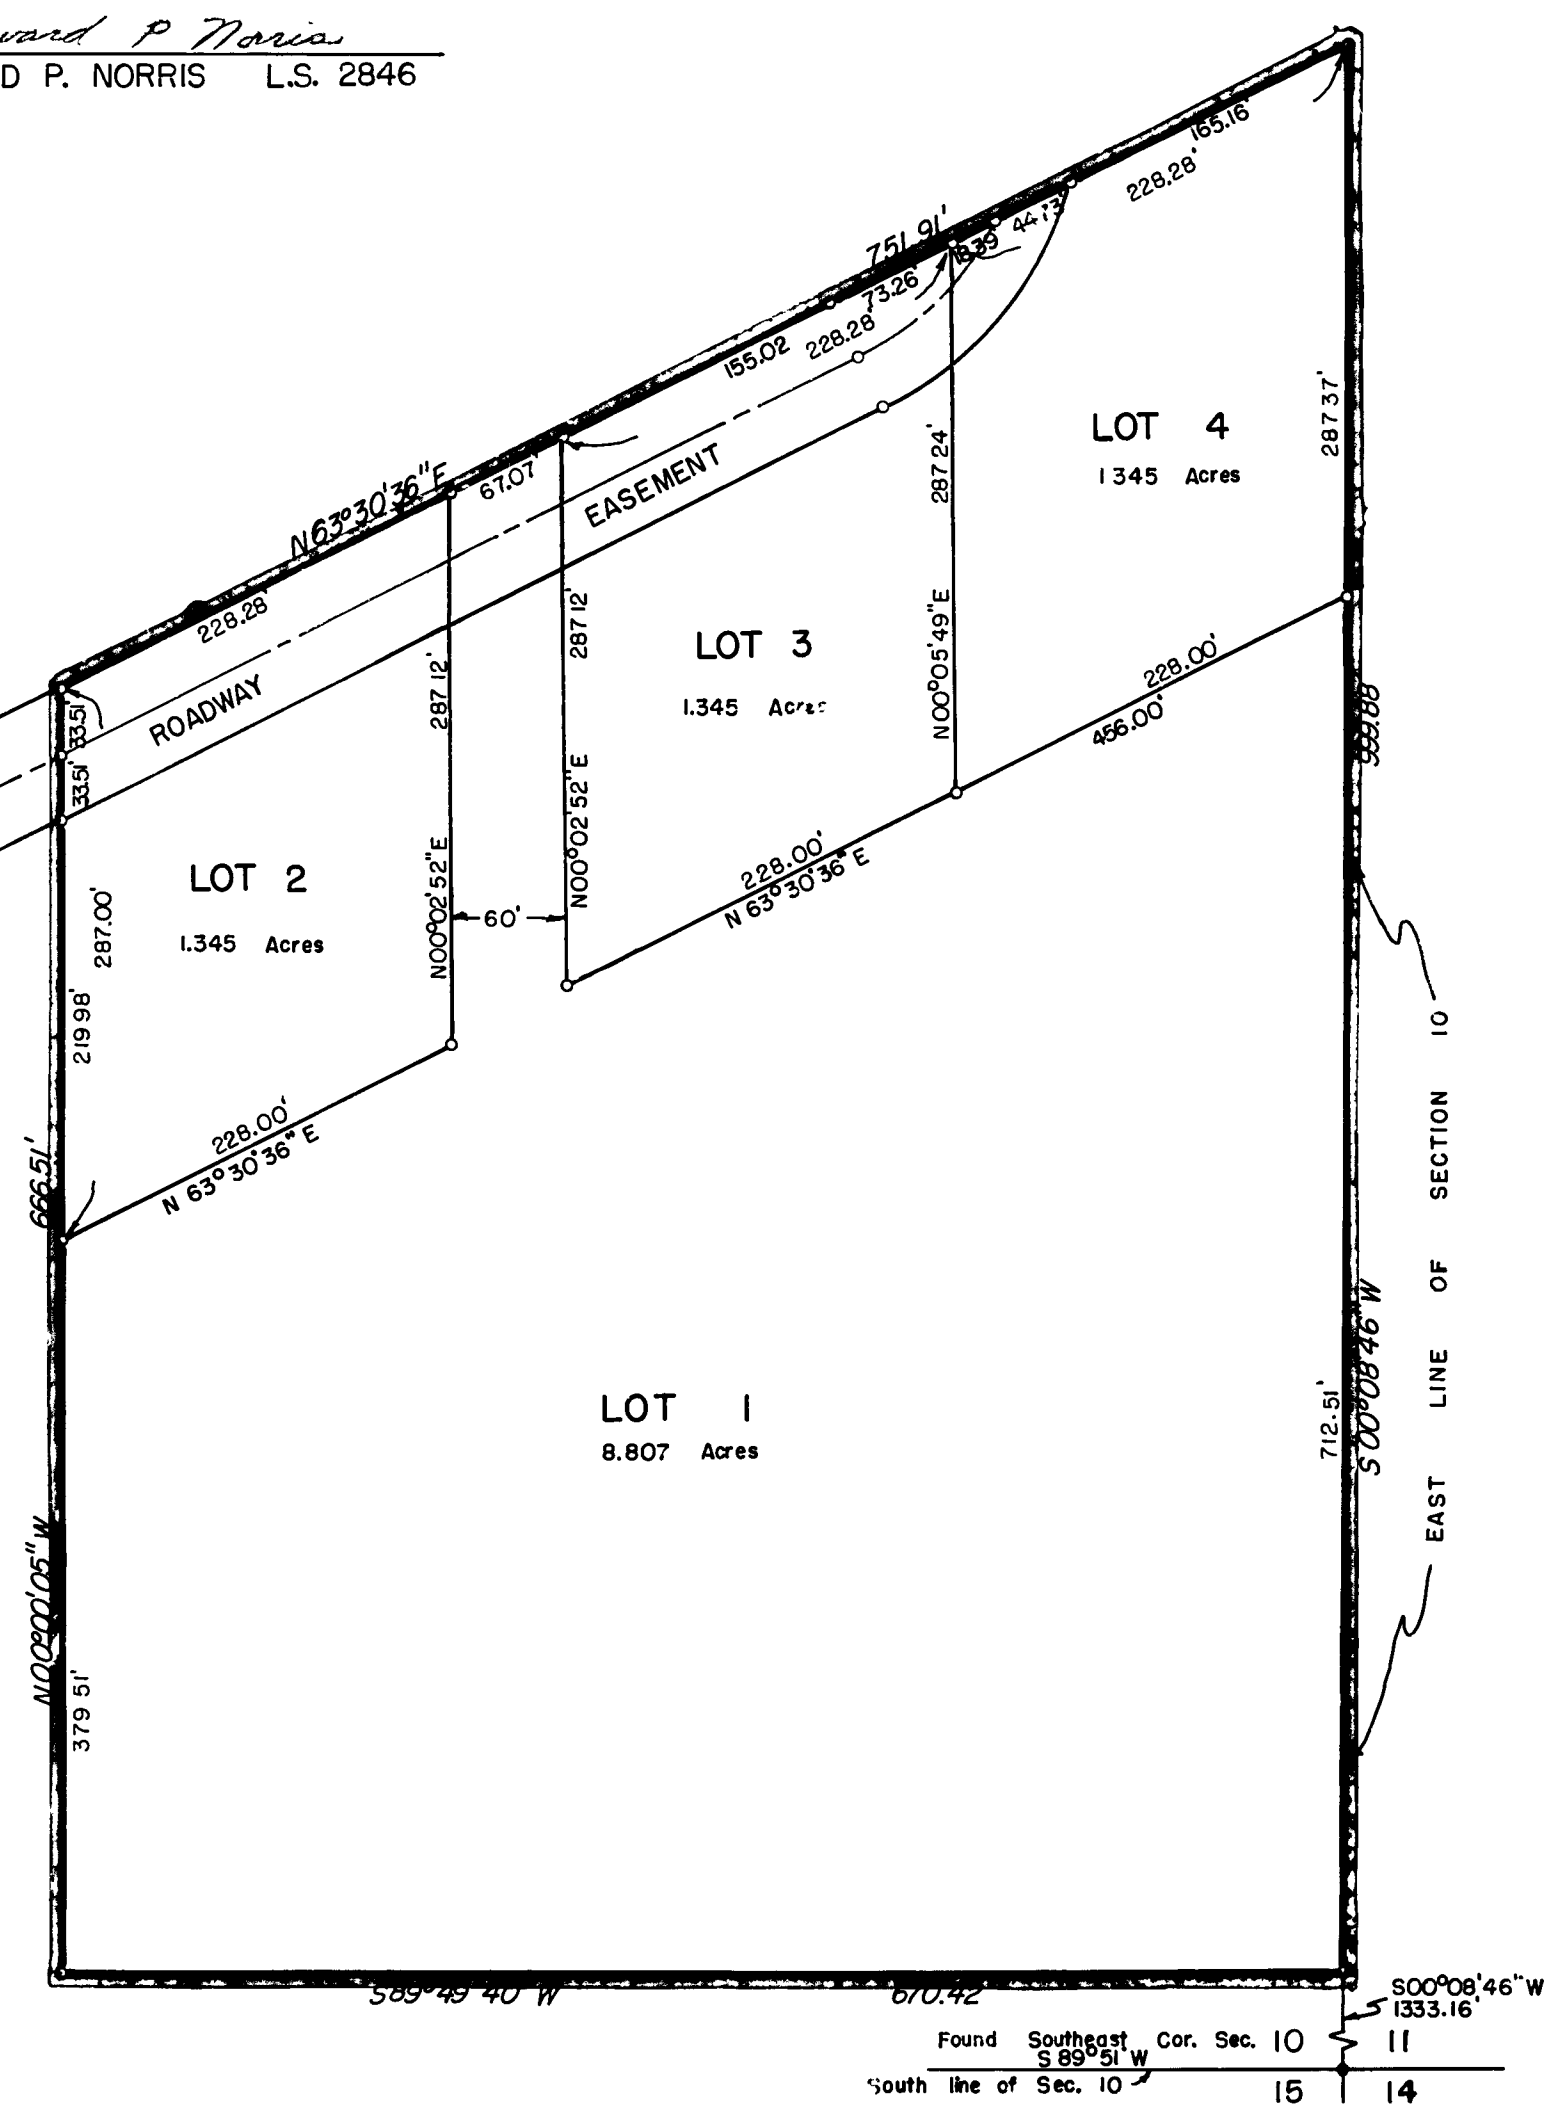 ward P Norris
D P. NORRIS L.S. 2846
165.16'
228.28'
751.91'
44.13
18.39'
73.26'
228.28'
155.02
287 37'
LOT 4
1 345 Acres
287 24'
N 63°30'36" E
67.07'
EASEMENT
228.28'
287 12'
LOT 3
1.345 Acres
N00°05'49"E
228.00'
456.00'
999.88
33.51'
ROADWAY
33.51'
287 12'
N00°02'52"E
LOT 2
1.345 Acres
287.00'
N00°02'52"E
60'
228.00'
N 63°30'36" E
219 98'
228.00'
N 63°30'36" E
666.51'
EAST LINE OF SECTION 10
S00°08'46" W
712.51'
LOT 1
8.807 Acres
N00°00'05" W
379 51'
S89°49'40" W
670.42'
S00°08'46" W
1333.16'
Found Southeast Cor. Sec. 10 11
S 89°51' W
South line of Sec. 10 15 14